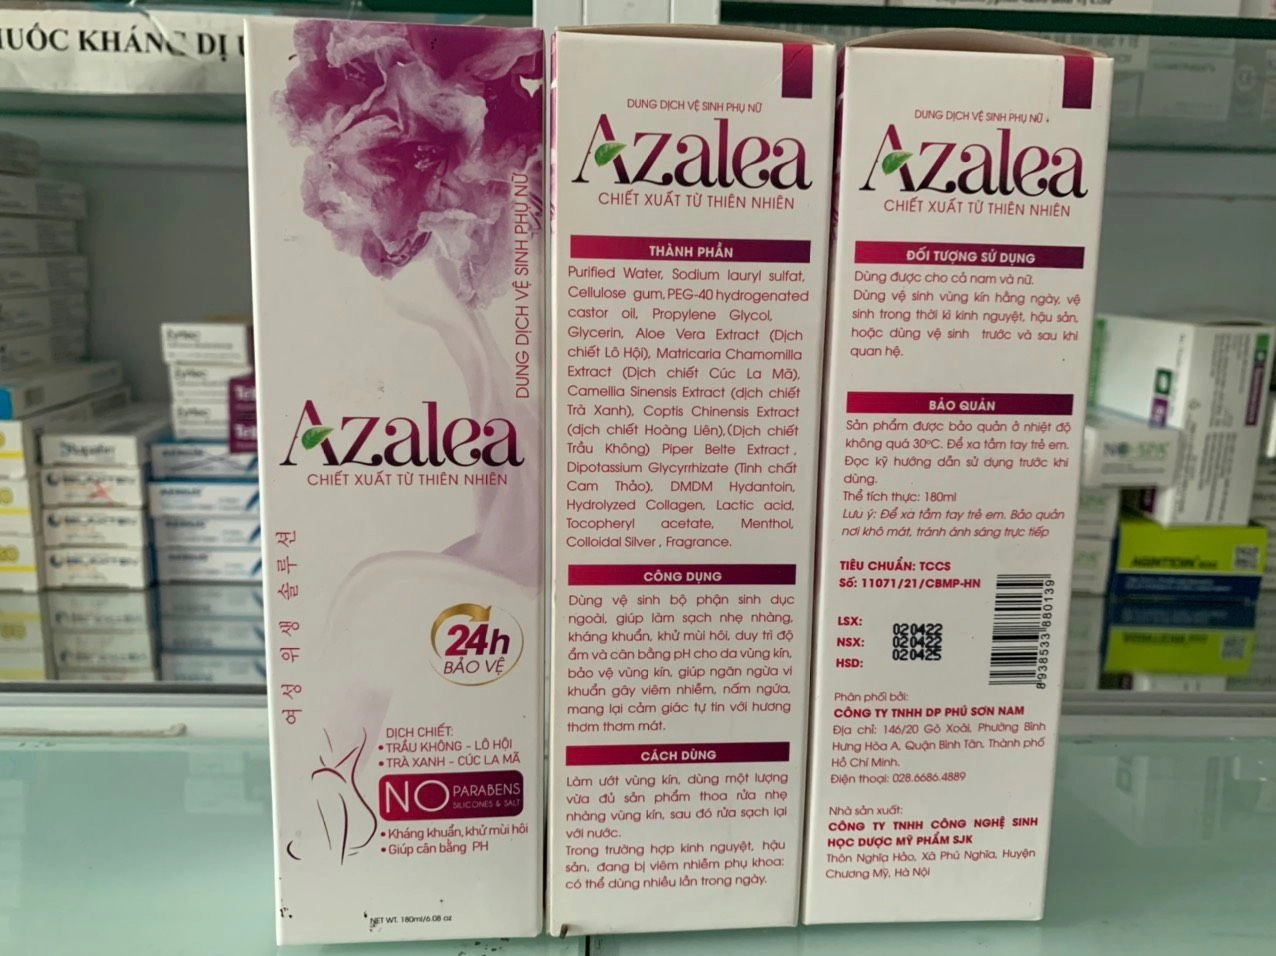 KHÁNG DỊ
DUNG DỊCH VỆ SINH PHỤ NỮ
Azalea
CHIẾT XUẤT TỪ THIÊN NHIÊN
여성 위생 솔루션
24h
BẢO VỆ
DỊCH CHIẾT:
• TRẦU KHÔNG - LÔ HỘI
• TRÀ XANH - CÚC LA MÃ
NO PARABENS
SILICONES & SALT
• Kháng khuẩn, khử mùi hôi
• Giúp cân bằng PH
NET WT. 180ml/6.08 oz
DUNG DỊCH VỆ SINH PHỤ NỮ
Azalea
CHIẾT XUẤT TỪ THIÊN NHIÊN
THÀNH PHẦN
Purified Water, Sodium lauryl sulfat,
Cellulose gum, PEG-40 hydrogenated
castor oil, Propylene Glycol,
Glycerin, Aloe Vera Extract (Dịch
chiết Lô Hội), Matricaria Chamomilla
Extract (Dịch chiết Cúc La Mã),
Camellia Sinensis Extract (dịch chiết
Trà Xanh), Coptis Chinensis Extract
(dịch chiết Hoàng Liên),(Dịch chiết
Trầu Không) Piper Belte Extract ,
Dipotassium Glycyrrhizate (Tinh chất
Cam Thảo), DMDM Hydantoin,
Hydrolyzed Collagen, Lactic acid,
Tocopheryl acetate, Menthol,
Colloidal Silver , Fragrance.
CÔNG DỤNG
Dùng vệ sinh bộ phận sinh dục
ngoài, giúp làm sạch nhẹ nhàng,
kháng khuẩn, khử mùi hôi, duy trì độ
ẩm và cân bằng pH cho da vùng kín,
bảo vệ vùng kín, giúp ngăn ngừa vi
khuẩn gây viêm nhiễm, nấm ngứa,
mang lại cảm giác tự tin với hương
thơm thơm mát.
CÁCH DÙNG
Làm ướt vùng kín, dùng một lượng
vừa đủ sản phẩm thoa rửa nhẹ
nhàng vùng kín, sau đó rửa sạch lại
với nước.
Trong trường hợp kinh nguyệt, hậu
sản, đang bị viêm nhiễm phụ khoa:
có thể dùng nhiều lần trong ngày.
DUNG DỊCH VỆ SINH PHỤ NỮ
Azalea
CHIẾT XUẤT TỪ THIÊN NHIÊN
ĐỐI TƯỢNG SỬ DỤNG
Dùng được cho cả nam và nữ.
Dùng vệ sinh vùng kín hằng ngày, vệ
sinh trong thời kì kinh nguyệt, hậu sản,
hoặc dùng vệ sinh trước và sau khi
quan hệ.
BẢO QUẢN
Sản phẩm được bảo quản ở nhiệt độ
không quá 30°C. Để xa tầm tay trẻ em.
Đọc kỹ hướng dẫn sử dụng trước khi
dùng.
Thể tích thực: 180ml
Lưu ý: Để xa tầm tay trẻ em. Bảo quản
nơi khô mát, tránh ánh sáng trực tiếp
TIÊU CHUẨN: TCCS
Số: 11071/21/CBMP-HN
LSX: 020422
NSX: 020422
HSD: 020425
8 938533 880139
Phân phối bởi:
CÔNG TY TNHH DP PHÚ SƠN NAM
Địa chỉ: 146/20 Gò Xoài, Phường Bình
Hưng Hòa A, Quận Bình Tân, Thành phố
Hồ Chí Minh.
Điện thoại: 028.6686.4889
Nhà sản xuất:
CÔNG TY TNHH CÔNG NGHỆ SINH
HỌC DƯỢC MỸ PHẨM SJK
Thôn Nghĩa Hảo, Xã Phú Nghĩa, Huyện
Chương Mỹ, Hà Nội